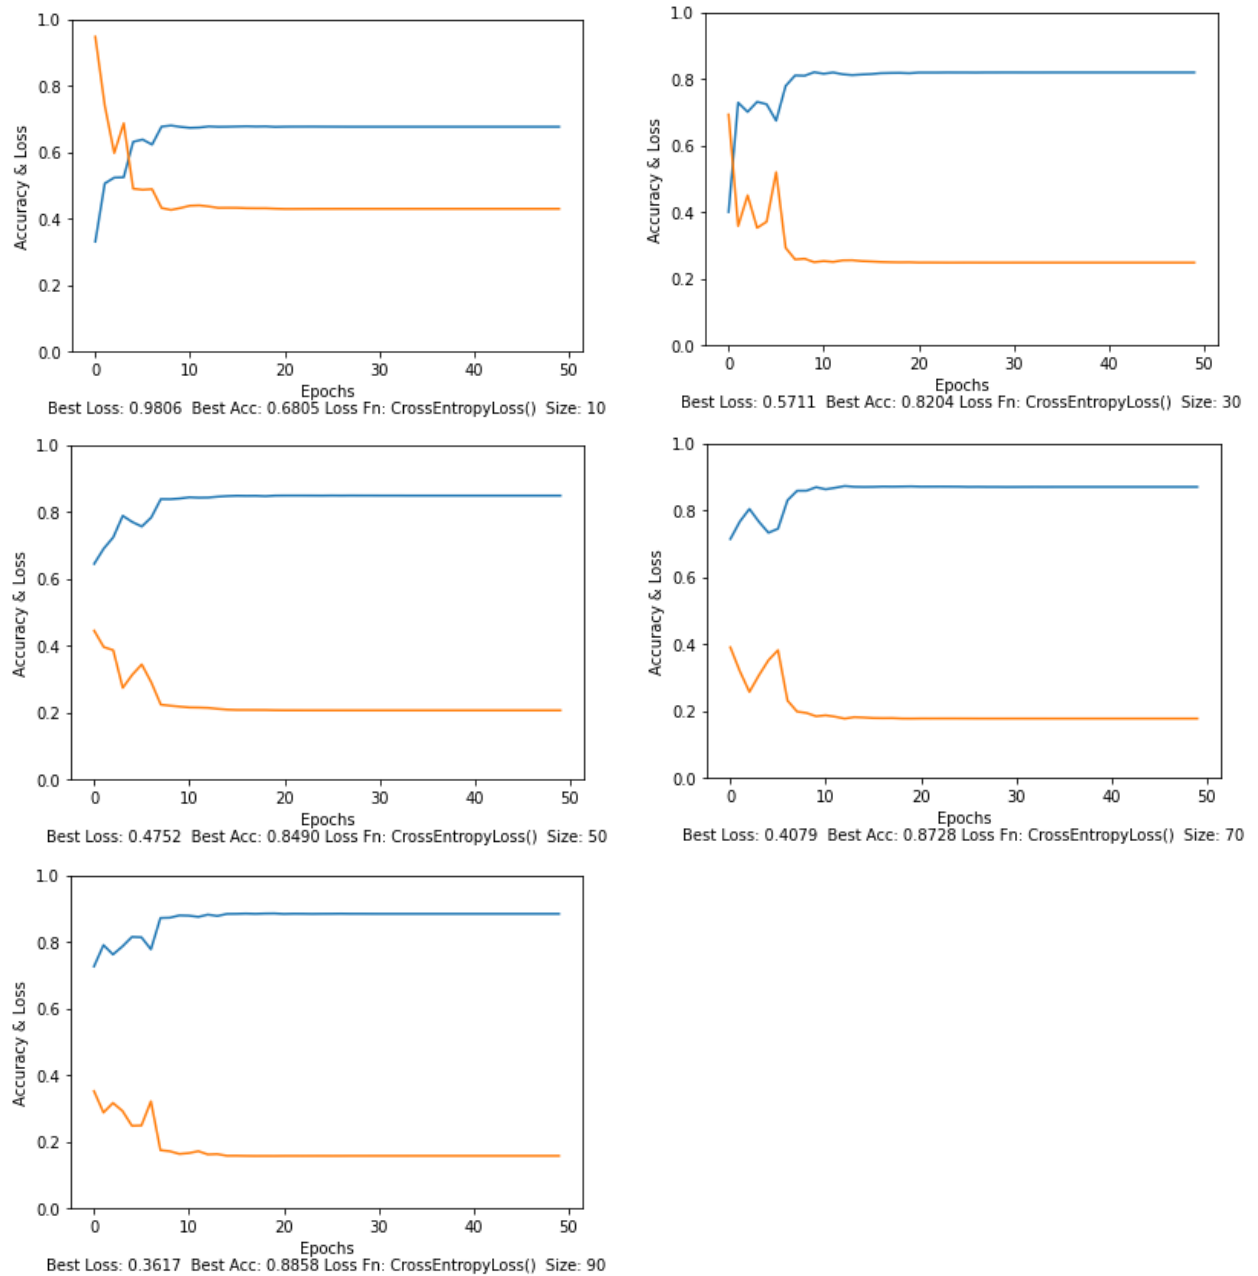 1.0
0.8
0.6
0.4
0.2
0.0
Accuracy & Loss
0 10 20 30 40 50
Epochs
Best Loss: 0.9806 Best Acc: 0.6805 Loss Fn: CrossEntropyLoss() Size: 10
1.0
0.8
0.6
0.4
0.2
0.0
Accuracy & Loss
0 10 20 30 40 50
Epochs
Best Loss: 0.5711 Best Acc: 0.8204 Loss Fn: CrossEntropyLoss() Size: 30
1.0
0.8
0.6
0.4
0.2
0.0
Accuracy & Loss
0 10 20 30 40 50
Epochs
Best Loss: 0.4752 Best Acc: 0.8490 Loss Fn: CrossEntropyLoss() Size: 50
1.0
0.8
0.6
0.4
0.2
0.0
Accuracy & Loss
0 10 20 30 40 50
Epochs
Best Loss: 0.4079 Best Acc: 0.8728 Loss Fn: CrossEntropyLoss() Size: 70
1.0
0.8
0.6
0.4
0.2
0.0
Accuracy & Loss
0 10 20 30 40 50
Epochs
Best Loss: 0.3617 Best Acc: 0.8858 Loss Fn: CrossEntropyLoss() Size: 90